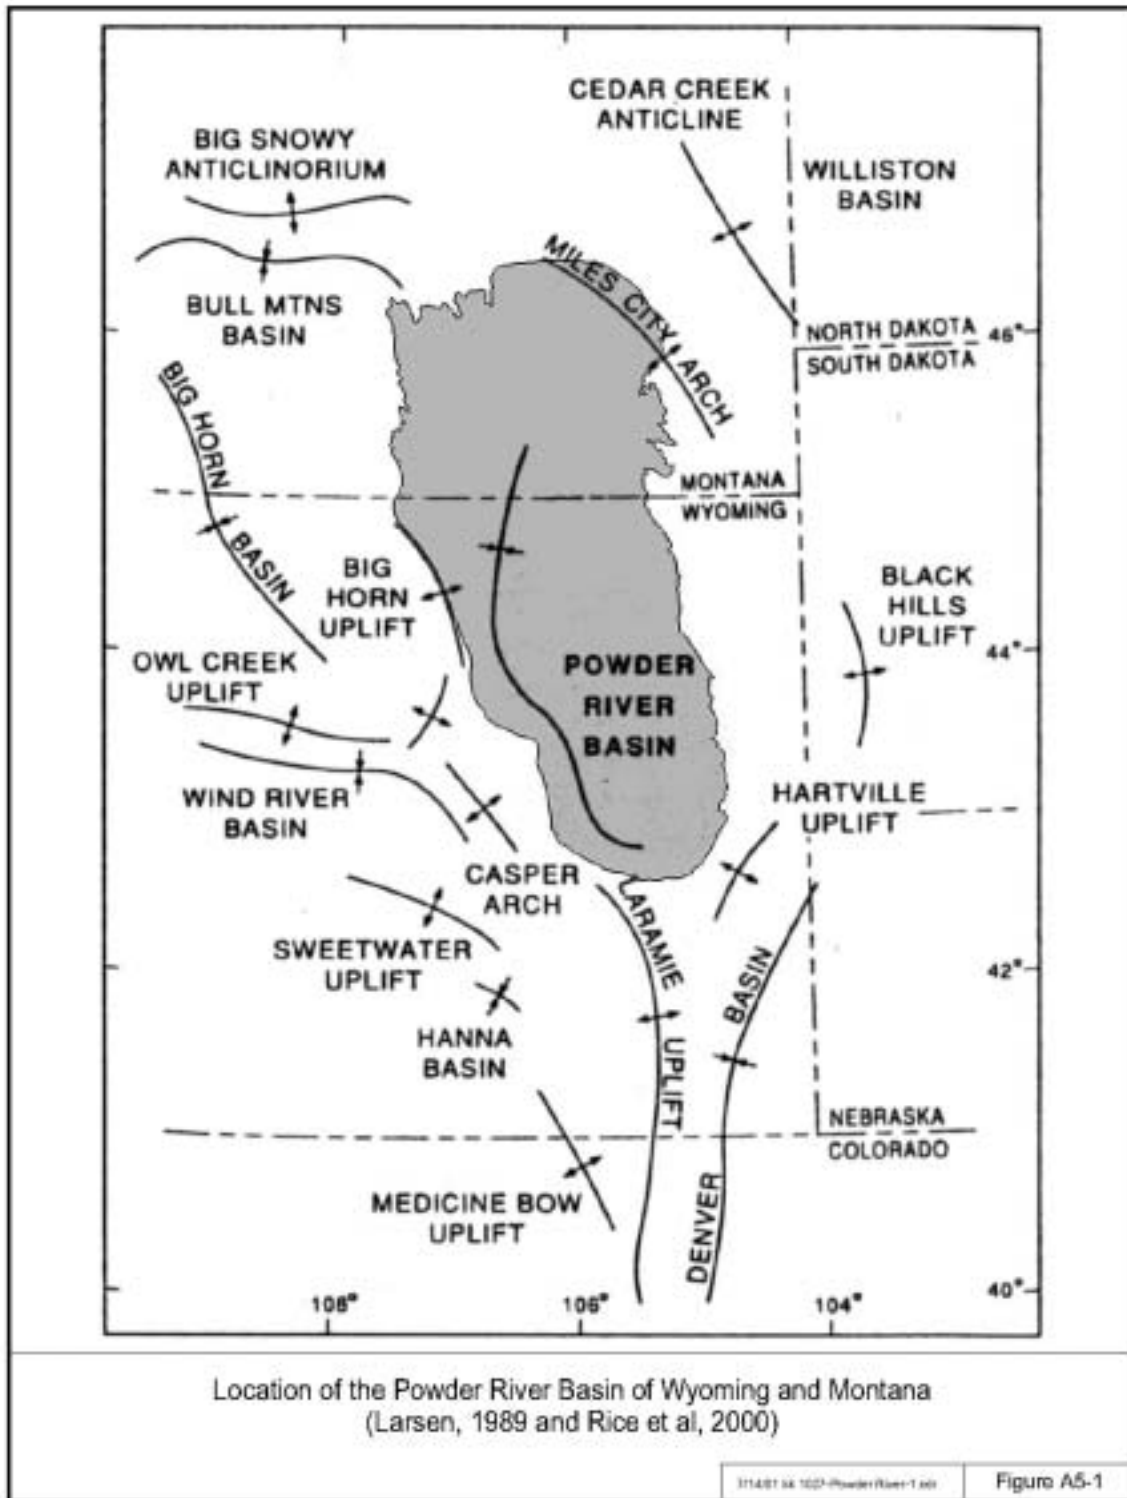 CEDAR CREEK
ANTICLINE
BIG SNOWY
ANTICLINORIUM
WILLISTON
BASIN
MILES CITY ARCH
BULL MTNS
BASIN
NORTH DAKOTA
46°
SOUTH DAKOTA
BIG HORN BASIN
MONTANA
WYOMING
BIG
HORN
UPLIFT
BLACK
HILLS
UPLIFT
OWL CREEK
UPLIFT
44°
POWDER
RIVER
BASIN
WIND RIVER
BASIN
HARTVILLE
UPLIFT
CASPER
ARCH
LARAMIE UPLIFT
SWEETWATER
UPLIFT
42°
HANNA
BASIN
DENVER BASIN
NEBRASKA
COLORADO
MEDICINE BOW
UPLIFT
40°
108° 106° 104°
Location of the Powder River Basin of Wyoming and Montana
(Larsen, 1989 and Rice et al, 2000)
Figure A5-1